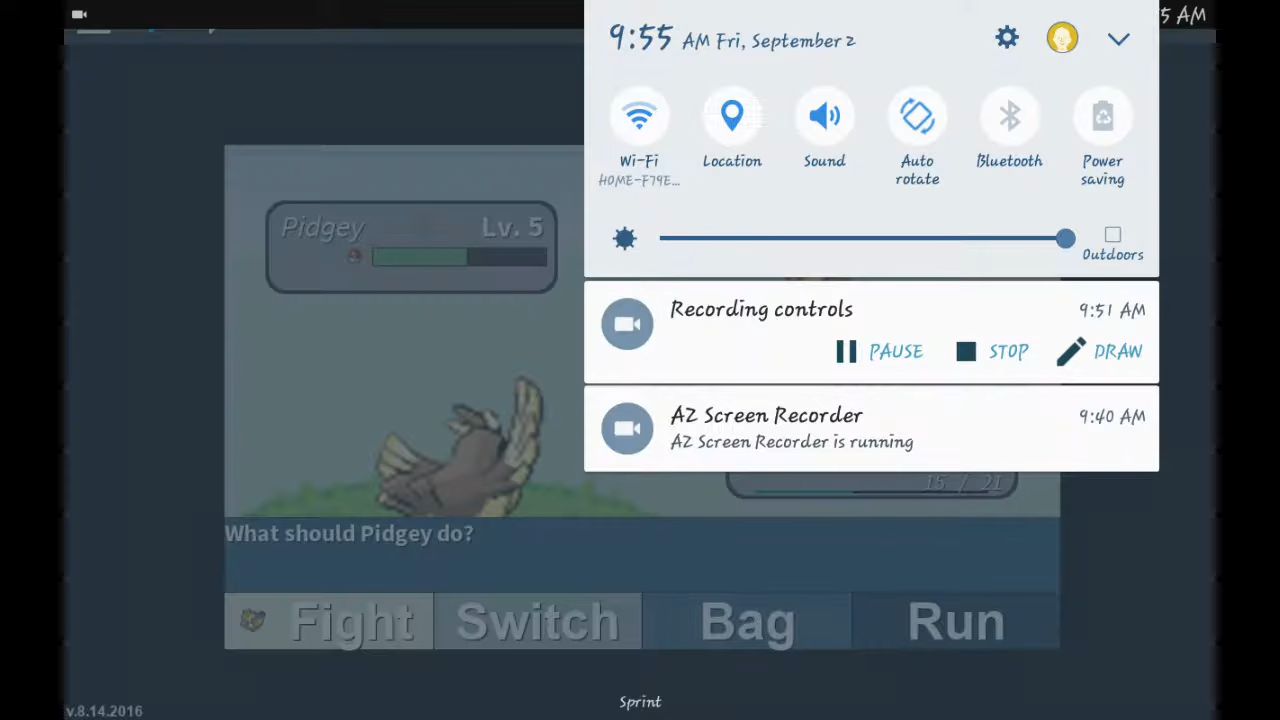 5 AM
9:55 AM Fri, September 2
Wi-Fi
HOME-F79E...
Location
Sound
Auto
rotate
Bluetooth
Power
saving
Outdoors
Pidgey Lv. 5
Recording controls 9:51 AM
PAUSE STOP DRAW
AZ Screen Recorder 9:40 AM
AZ Screen Recorder is running
15 / 21
What should Pidgey do?
Fight Switch Bag Run
Sprint
v.8.14.2016